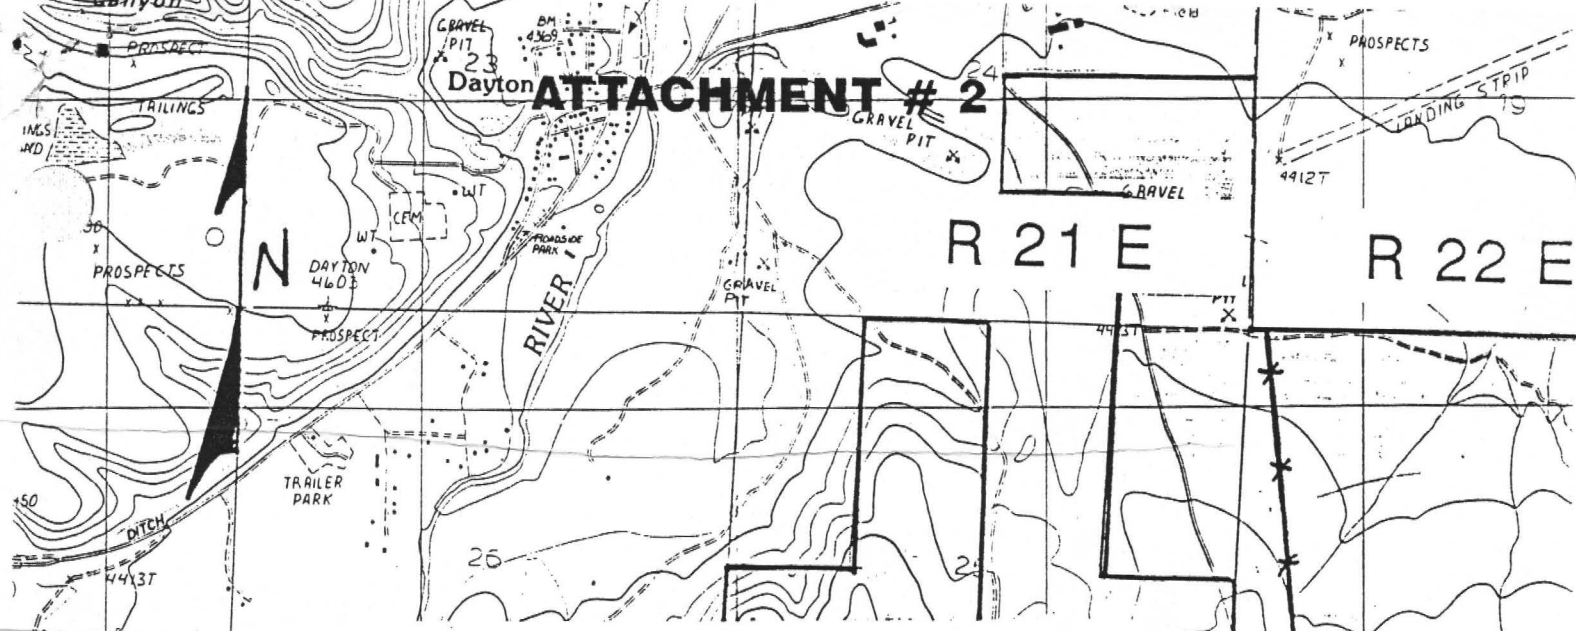 Canyon
PROSPECT
TAILINGS
GRAVEL
PIT
23
BM
4369
Dayton
ATTACHMENT # 2
24
GRAVEL
PIT
PROSPECTS
LANDING STRIP
19
4412T
GRAVEL
R 21 E
R 22 E
WT
CEM
WT
ROADSIDE
PARK
30
PROSPECTS
N
DAYTON
4603
PROSPECT
RIVER
GRAVEL
PIT
PIT
4413T
TRAILER
PARK
DITCH
4413T
26